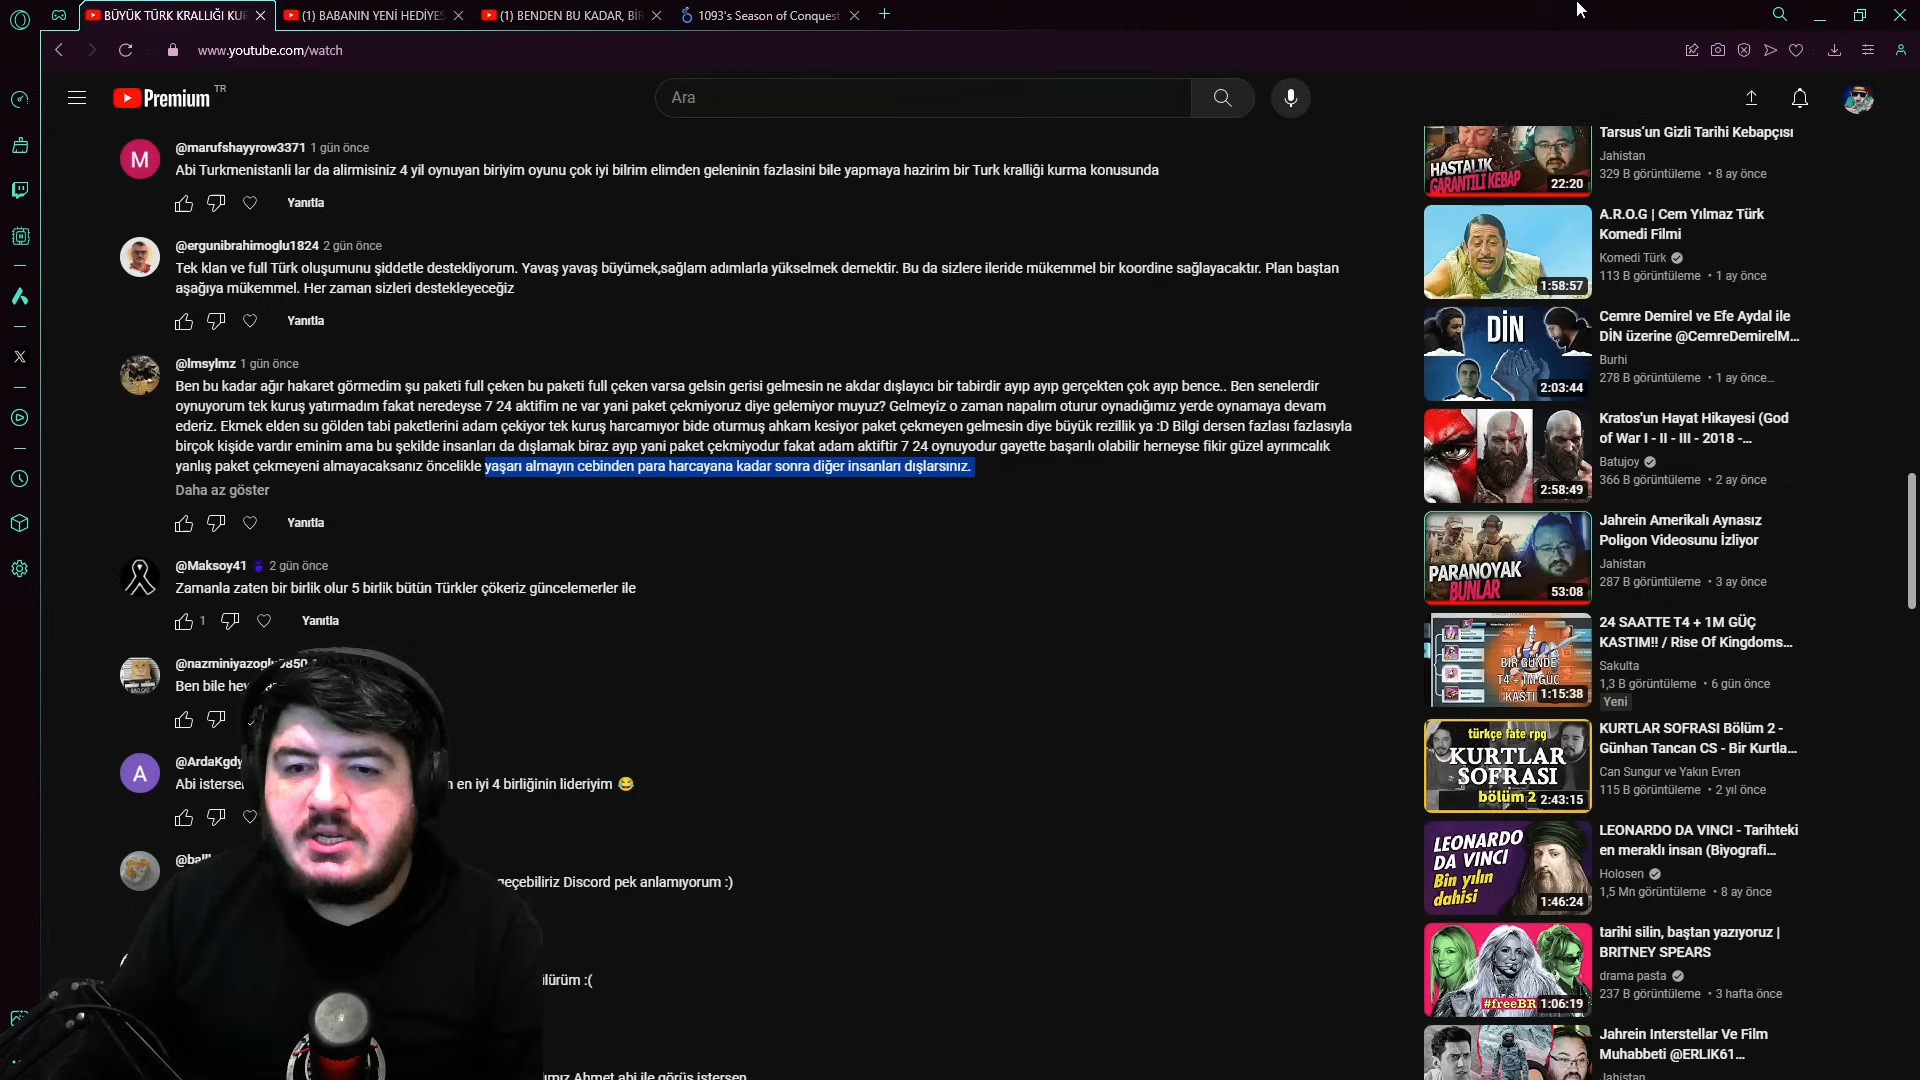 BÜYÜK TÜRK KRALLIĞI KUR
(1) BABANIN YENİ HEDİYES
(1) BENDEN BU KADAR, BİR
1093's Season of Conquest
www.youtube.com/watch
Premium TR
Ara
@marufshayyrow3371 1 gün önce
Abi Turkmenistanli lar da alirmisiniz 4 yil oynuyan biriyim oyunu çok iyi bilrim elimden geleninin fazlasini bile yapmaya hazirim bir Turk kralliği kurma konusunda
Yanıtla
@ergunibrahimoglu1824 2 gün önce
Tek klan ve full Türk oluşumunu şiddetle destekliyorum. Yavaş yavaş büyümek,sağlam adımlarla yükselmek demektir. Bu da sizlere ileride mükemmel bir koordine sağlayacaktır. Plan baştan
aşağıya mükemmel. Her zaman sizleri destekleyeceğiz
Yanıtla
@lmsylmz 1 gün önce
Ben bu kadar ağır hakaret görmedim şu paketi full çeken bu paketi full çeken varsa gelsin gerisi gelmesin ne akdar dışlayıcı bir tabirdir ayıp ayıp gerçekten çok ayıp bence.. Ben senelerdir
oynuyorum tek kuruş yatırmadım fakat neredeyse 7 24 aktifim ne var yani paket çekmiyoruz diye gelemiyor muyuz? Gelmeyiz o zaman napalım oturur oynadığımız yerde oynamaya devam
ederiz. Ekmek elden su gölden tabi paketlerini adam çekiyor tek kuruş harcamıyor bide oturmuş ahkam kesiyor paket çekmeyen gelmesin diye büyük rezillik ya :D Bilgi dersen fazlası fazlasıyla
birçok kişide vardır eminim ama bu şekilde insanları da dışlamak biraz ayıp yani paket çekmiyodur fakat adam aktiftir 7 24 oynuyodur gayette başarılı olabilir herneyse fikir güzel ayrımcalık
yanlış paket çekmeyeni almayacaksanız öncelikle yaşarı almayın cebinden para harcayana kadar sonra diğer insanları dışlarsınız.
Daha az göster
Yanıtla
@Maksoy41 2 gün önce
Zamanla zaten bir birlik olur 5 birlik bütün Türkler çökeriz güncelemerler ile
1 Yanıtla
@nazminiyazoglu9850
Ben bile
@ArdaKgdy
Abi isterse
en iyi 4 birliğinin lideriyim 😂
geçebiliriz Discord pek anlamıyorum :)
:(
Ahmet abi ile görüş istersen
HASTALIK
GARANTİLİ KEBAP
22:20
Tarsus'un Gizli Tarihi Kebapçısı
Jahistan
329 B görüntüleme • 8 ay önce
1:58:57
A.R.O.G | Cem Yılmaz Türk
Komedi Filmi
Komedi Türk
113 B görüntüleme • 1 ay önce
DİN
2:03:44
Cemre Demirel ve Efe Aydal ile
DİN üzerine @CemreDemirelM...
Burhi
278 B görüntüleme • 1 ay önce
2:58:49
Kratos'un Hayat Hikayesi (God
of War I - II - III - 2018 -...
Batujoy
366 B görüntüleme • 2 ay önce
PARANOYAK
BUNLAR
53:08
Jahrein Amerikalı Aynasız
Poligon Videosunu İzliyor
Jahistan
287 B görüntüleme • 3 ay önce
BİR GÜNDE
T4 + 1M GÜÇ
KASTI
1:15:38
24 SAATTE T4 + 1M GÜÇ
KASTIM!! / Rise Of Kingdoms...
Sakulta
1,3 B görüntüleme • 6 gün önce
Yeni
türkçe fate rpg
KURTLAR
SOFRASI
bölüm 2
2:43:15
KURTLAR SOFRASI Bölüm 2 -
Günhan Tancan CS - Bir Kurtla...
Can Sungur ve Yakın Evren
115 B görüntüleme • 2 yıl önce
LEONARDO
DA VINCI
Bin yılın
dahisi
1:46:24
LEONARDO DA VINCI - Tarihteki
en meraklı insan (Biyografi...
Holosen
1,5 Mn görüntüleme • 8 ay önce
#freeBR
1:06:19
tarihi silin, baştan yazıyoruz |
BRITNEY SPEARS
drama pasta
237 B görüntüleme • 3 hafta önce
Jahrein Interstellar Ve Film
Muhabbeti @ERLIK61...
Jahistan